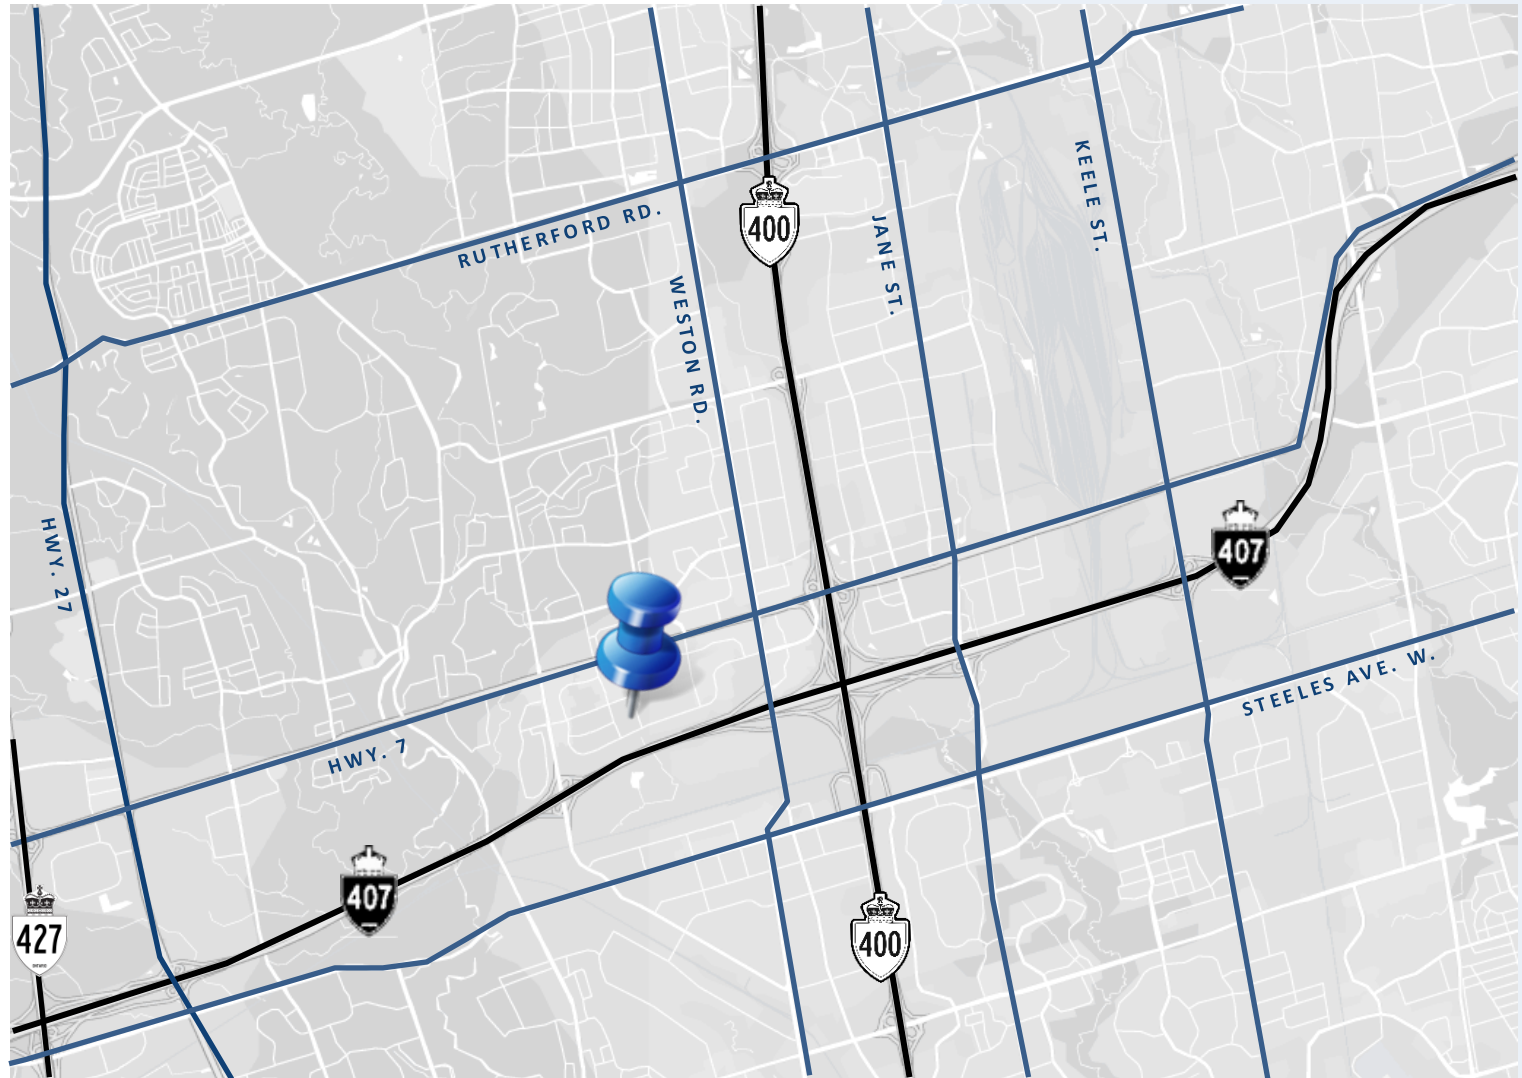 KEELE ST.
RUTHERFORD RD.
400
JANE ST.
WESTON RD.
HWY. 27
407
STEELES AVE. W.
HWY. 7
407
427
400